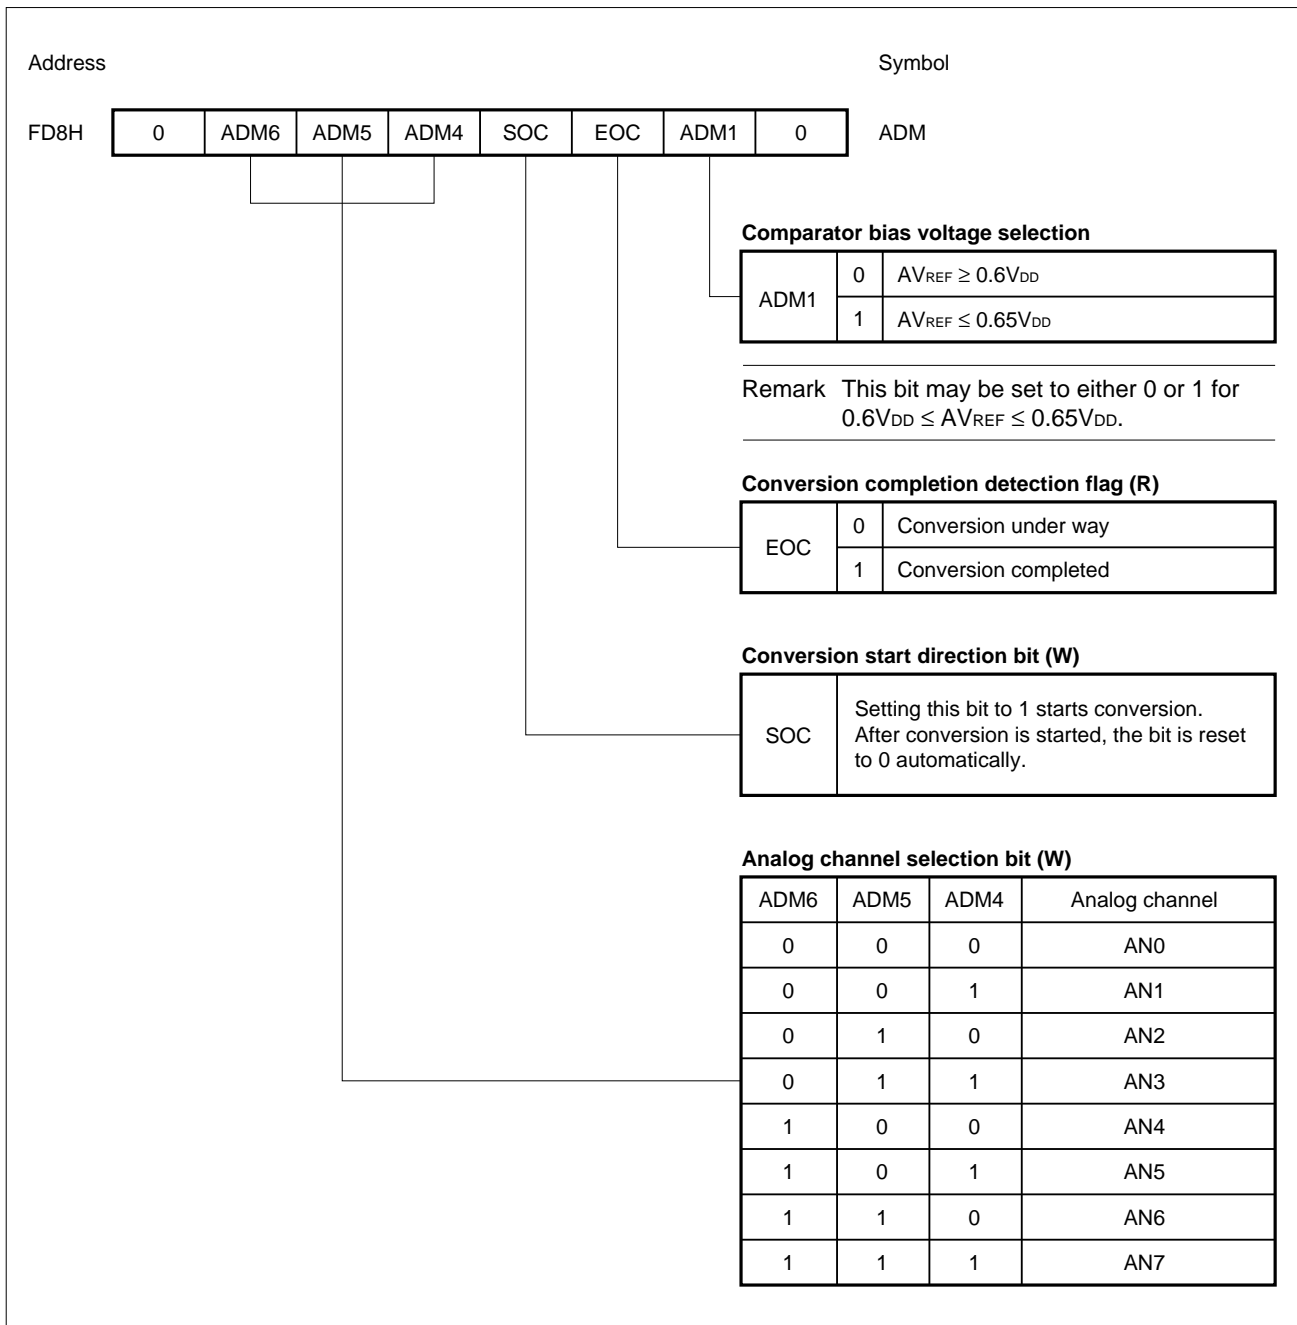 Address Symbol
FD8H 0 ADM6 ADM5 ADM4 SOC EOC ADM1 0 ADM
Comparator bias voltage selection
ADM1
0 AVREF ≥ 0.6VDD
1 AVREF ≤ 0.65VDD
Remark This bit may be set to either 0 or 1 for
0.6VDD ≤ AVREF ≤ 0.65VDD.
Conversion completion detection flag (R)
EOC
0 Conversion under way
1 Conversion completed
Conversion start direction bit (W)
SOC
Setting this bit to 1 starts conversion.
After conversion is started, the bit is reset
to 0 automatically.
Analog channel selection bit (W)
ADM6 ADM5 ADM4 Analog channel
0 0 0 AN0
0 0 1 AN1
0 1 0 AN2
0 1 1 AN3
1 0 0 AN4
1 0 1 AN5
1 1 0 AN6
1 1 1 AN7